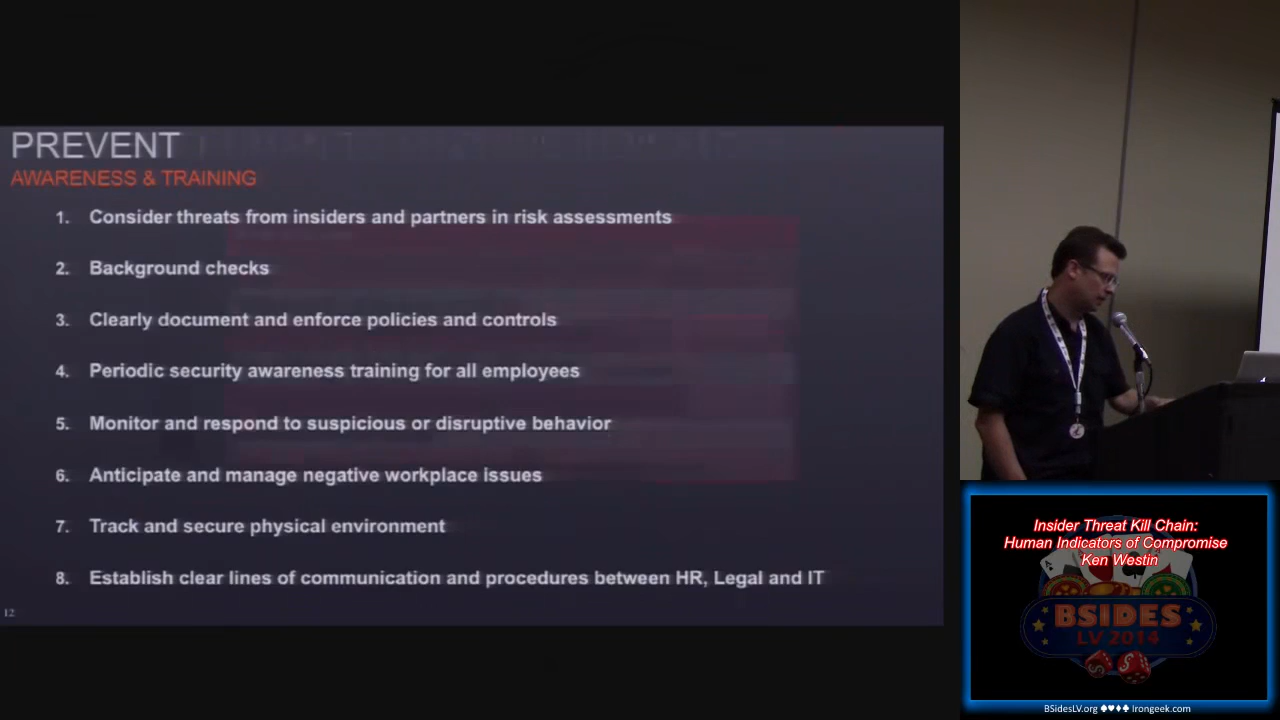 PREVENT
AWARENESS & TRAINING
1. Consider threats from insiders and partners in risk assessments
2. Background checks
3. Clearly document and enforce policies and controls
4. Periodic security awareness training for all employees
5. Monitor and respond to suspicious or disruptive behavior
6. Anticipate and manage negative workplace issues
7. Track and secure physical environment
8. Establish clear lines of communication and procedures between HR, Legal and IT
12
Insider Threat Kill Chain:
Human Indicators of Compromise
Ken Westin
BSIDES
LV 2014
BSidesLV.org ♠♥♦♣ Irongeek.com